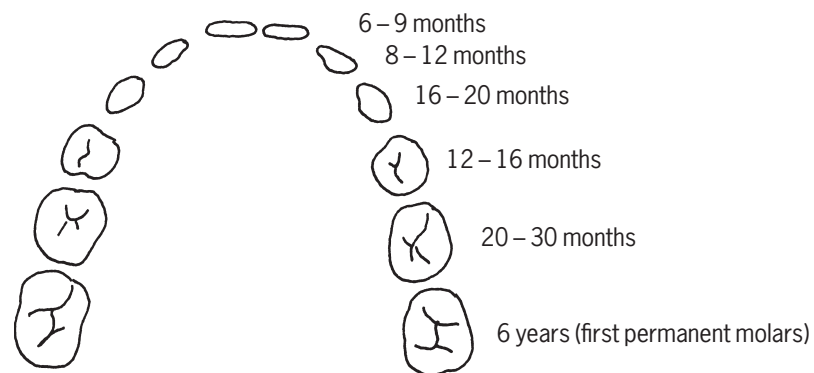 6 – 9 months
8 – 12 months
16 – 20 months
12 – 16 months
20 – 30 months
6 years (first permanent molars)